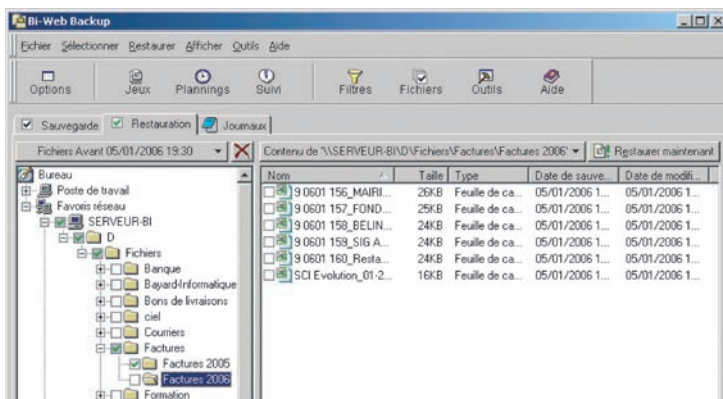 Bi-Web Backup
Fichier Sélectionner Restaurer Afficher Outils Aide
Options Jeux Plannings Suivi Filtres Fichiers Outils Aide
Sauvegarde Restauration Journaux
Fichiers Avant 05/01/2006 19:30
Contenu de '\\SERVEUR-BI\D\Fichiers\Factures\Factures 2006' Restaurer maintenant
Bureau
Poste de travail
Favoris réseau
SERVEUR-BI
D
Fichiers
Banque
Bayard-Informatique
Bons de livraisons
ciel
Courriers
Factures
Factures 2005
Factures 2006
Formation
Nom Taille Type Date de sauve... Date de modifi...
9 0601 156_MAIRI... 26KB Feuille de ca... 05/01/2006 1... 05/01/2006 1...
9 0601 157_FOND... 25KB Feuille de ca... 05/01/2006 1... 05/01/2006 1...
9 0601 158_BELIN... 24KB Feuille de ca... 05/01/2006 1... 05/01/2006 1...
9 0601 159_SIG A... 24KB Feuille de ca... 05/01/2006 1... 05/01/2006 1...
9 0601 160_Resta... 24KB Feuille de ca... 05/01/2006 1... 05/01/2006 1...
SCI Evolution_01-2... 16KB Feuille de ca... 05/01/2006 1... 05/01/2006 1...